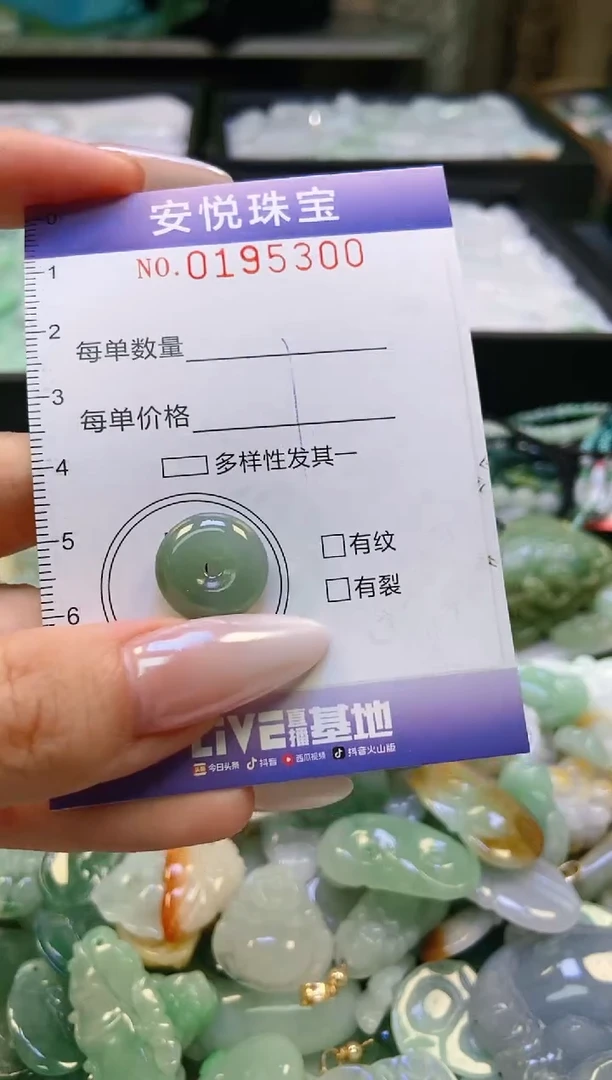 安悦珠宝
NO.0195300
每单数量
每单价格
多样性发其一
有纹
有裂
0
1
2
3
4
5
6
LiVE直播基地
今日头条 抖音 西瓜视频 抖音火山版